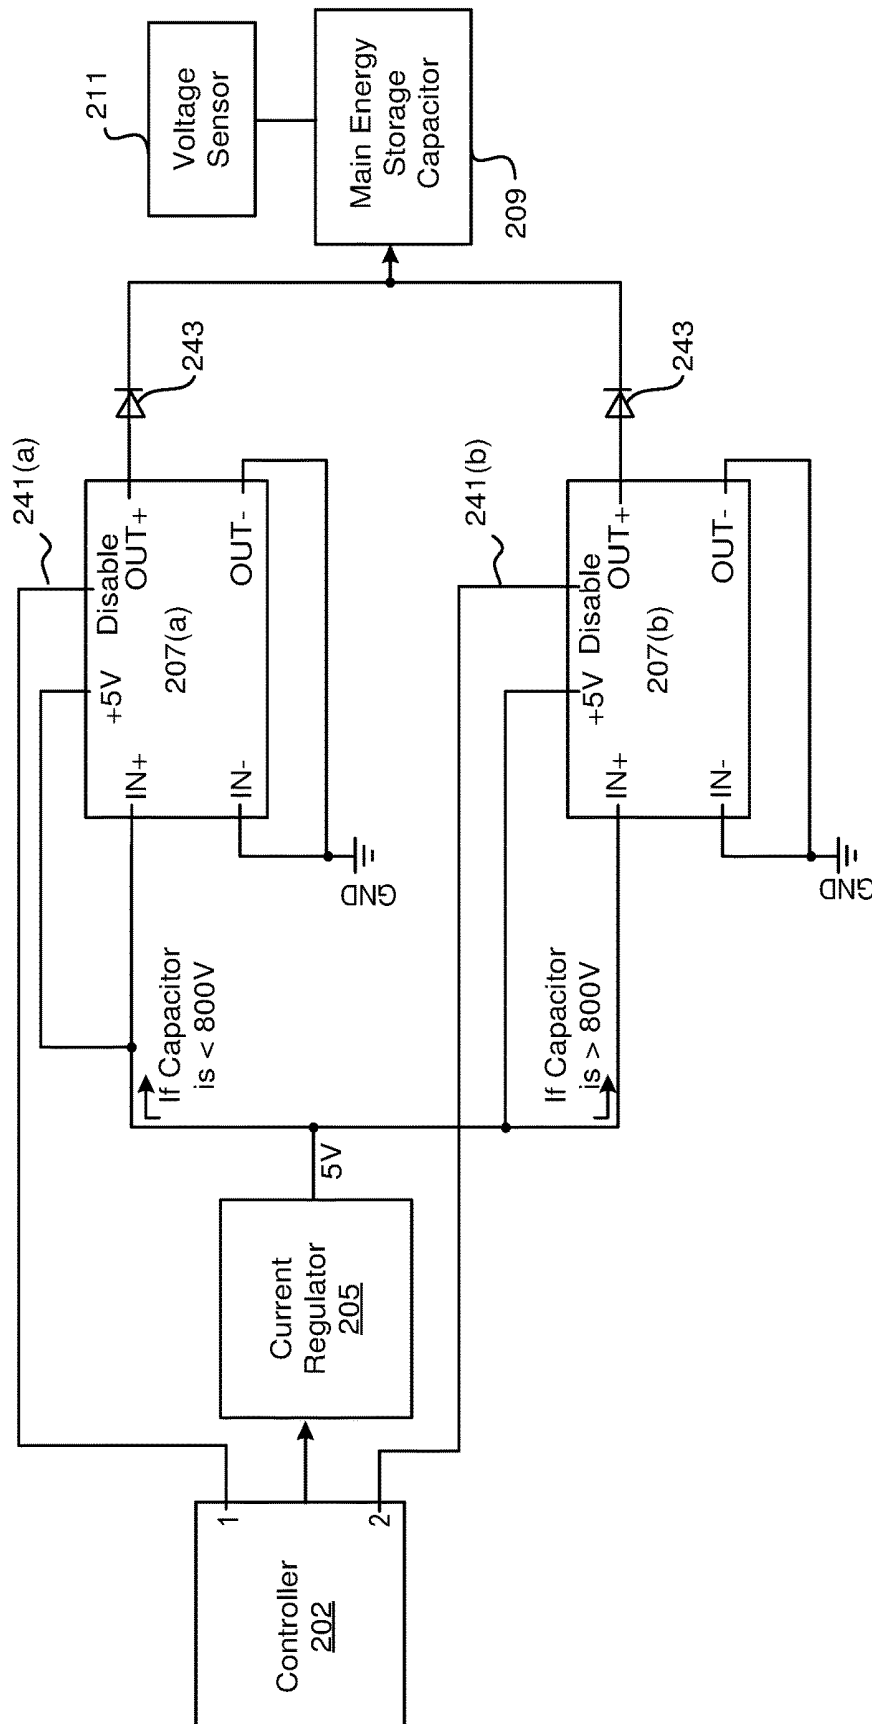 241(a)
Disable
+5V
IN+
OUT+
207(a)
IN-
OUT-
243
211
Voltage
Sensor
GND
If Capacitor
is < 800V
1
Controller
202
2
Current
Regulator
205
5V
Main Energy
Storage
Capacitor
209
241(b)
If Capacitor
is > 800V
+5V
Disable
IN+
OUT+
207(b)
IN-
OUT-
243
GND